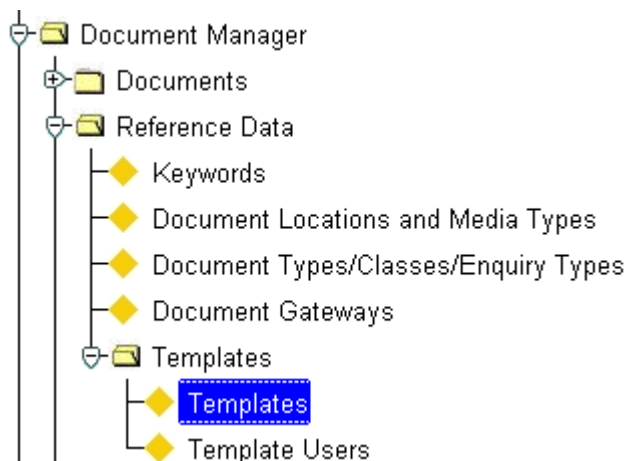 Document Manager
Documents
Reference Data
Keywords
Document Locations and Media Types
Document Types/Classes/Enquiry Types
Document Gateways
Templates
Templates
Template Users